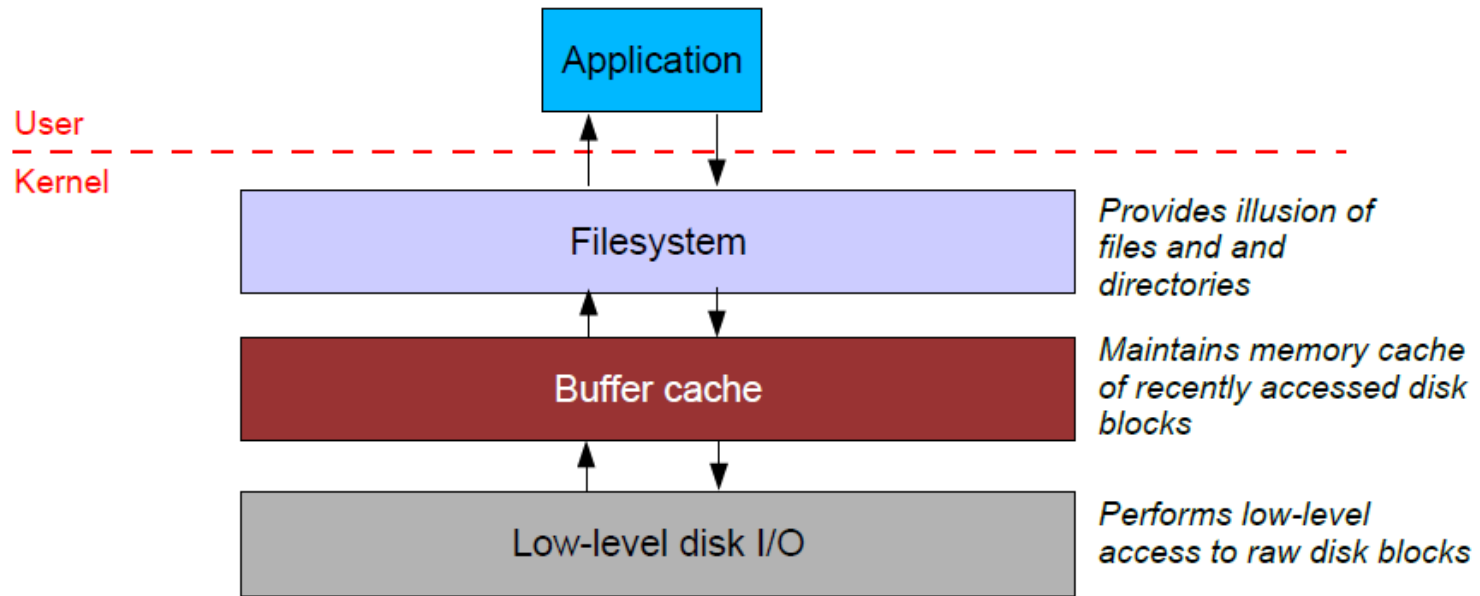 Application
User
Kernel
Filesystem
Provides illusion of
files and and
directories
Buffer cache
Maintains memory cache
of recently accessed disk
blocks
Low-level disk I/O
Performs low-level
access to raw disk blocks